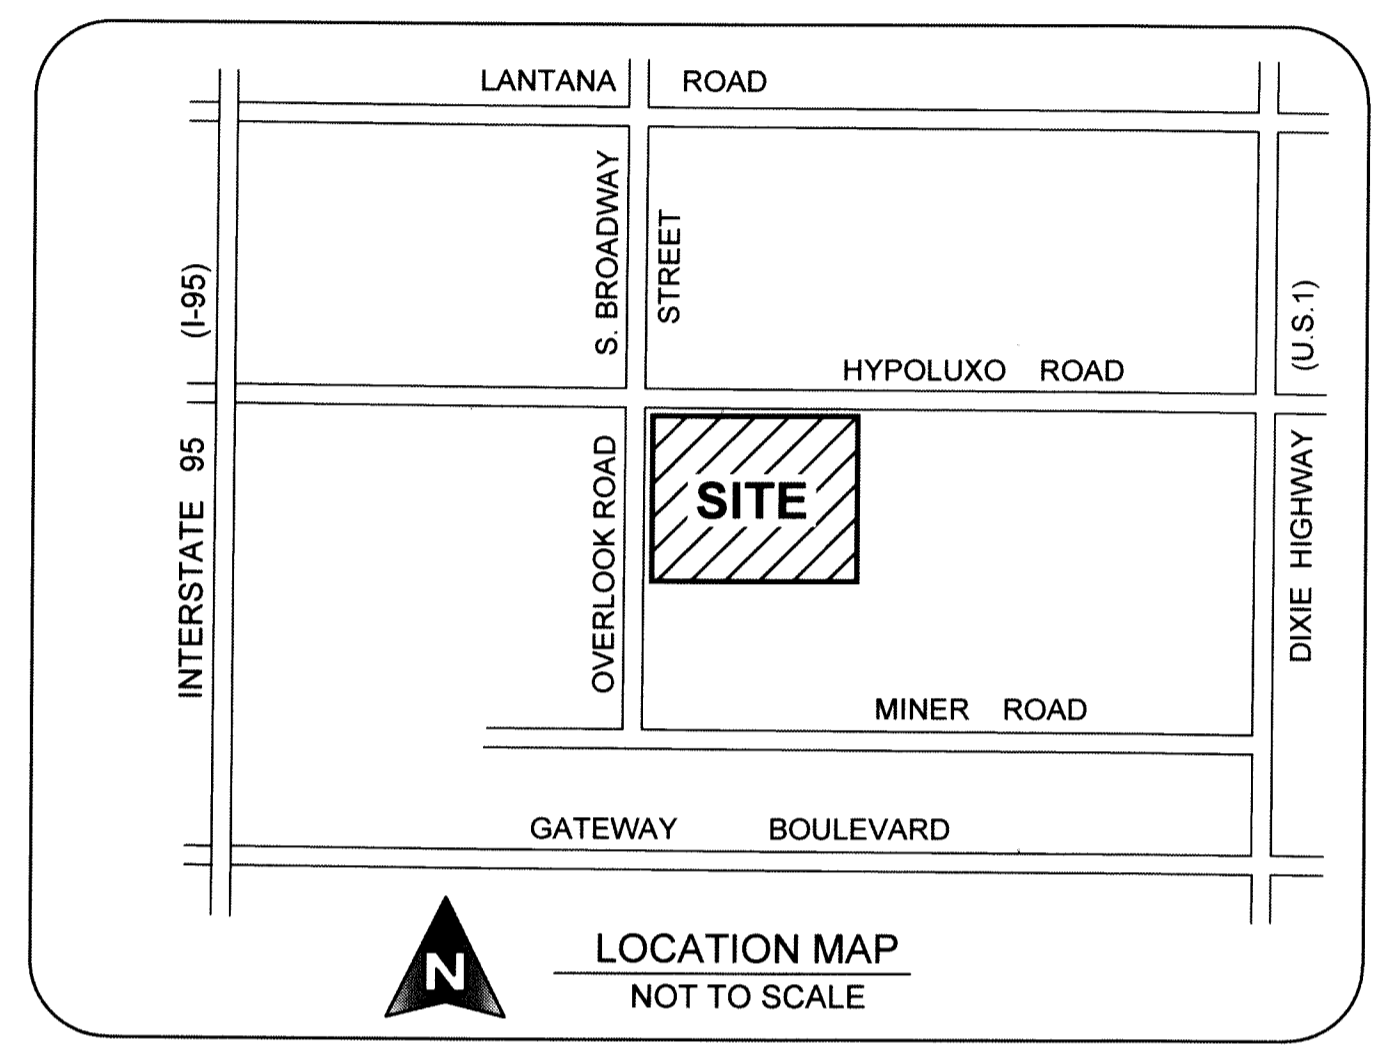 LANTANA ROAD
S. BROADWAY
STREET
(I-95)
(U.S.1)
HYPOLUXO ROAD
INTERSTATE 95
OVERLOOK ROAD
SITE
DIXIE HIGHWAY
MINER ROAD
GATEWAY BOULEVARD
N
LOCATION MAP
NOT TO SCALE